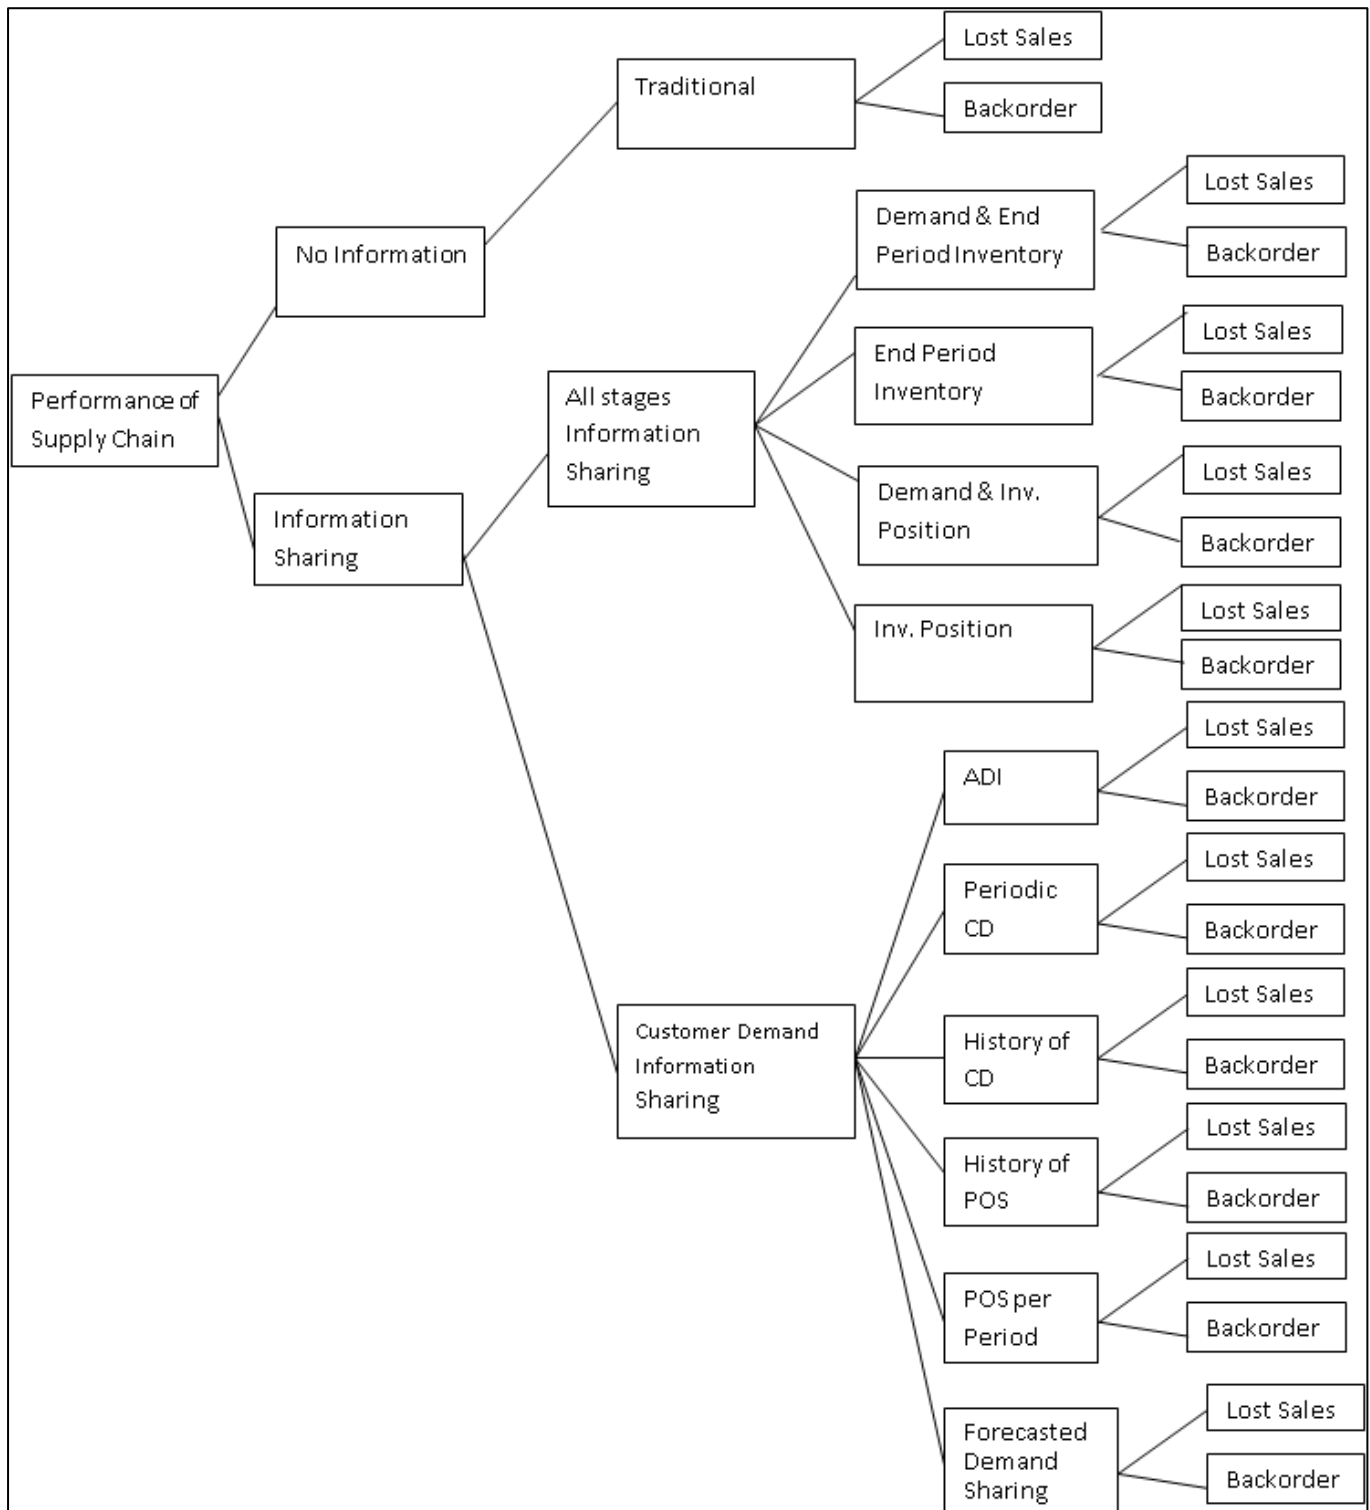 Lost Sales
Traditional
Backorder
Lost Sales
Demand & End
Period Inventory
No Information
Backorder
Lost Sales
End Period
Inventory
Backorder
Performance of
Supply Chain
All stages
Information
Sharing
Lost Sales
Demand & Inv.
Position
Backorder
Information
Sharing
Lost Sales
Inv. Position
Backorder
Lost Sales
ADI
Backorder
Lost Sales
Periodic
CD
Backorder
Lost Sales
Customer Demand
Information
Sharing
History of
CD
Backorder
Lost Sales
History of
POS
Backorder
Lost Sales
POS per
Period
Backorder
Lost Sales
Forecasted
Demand
Sharing
Backorder